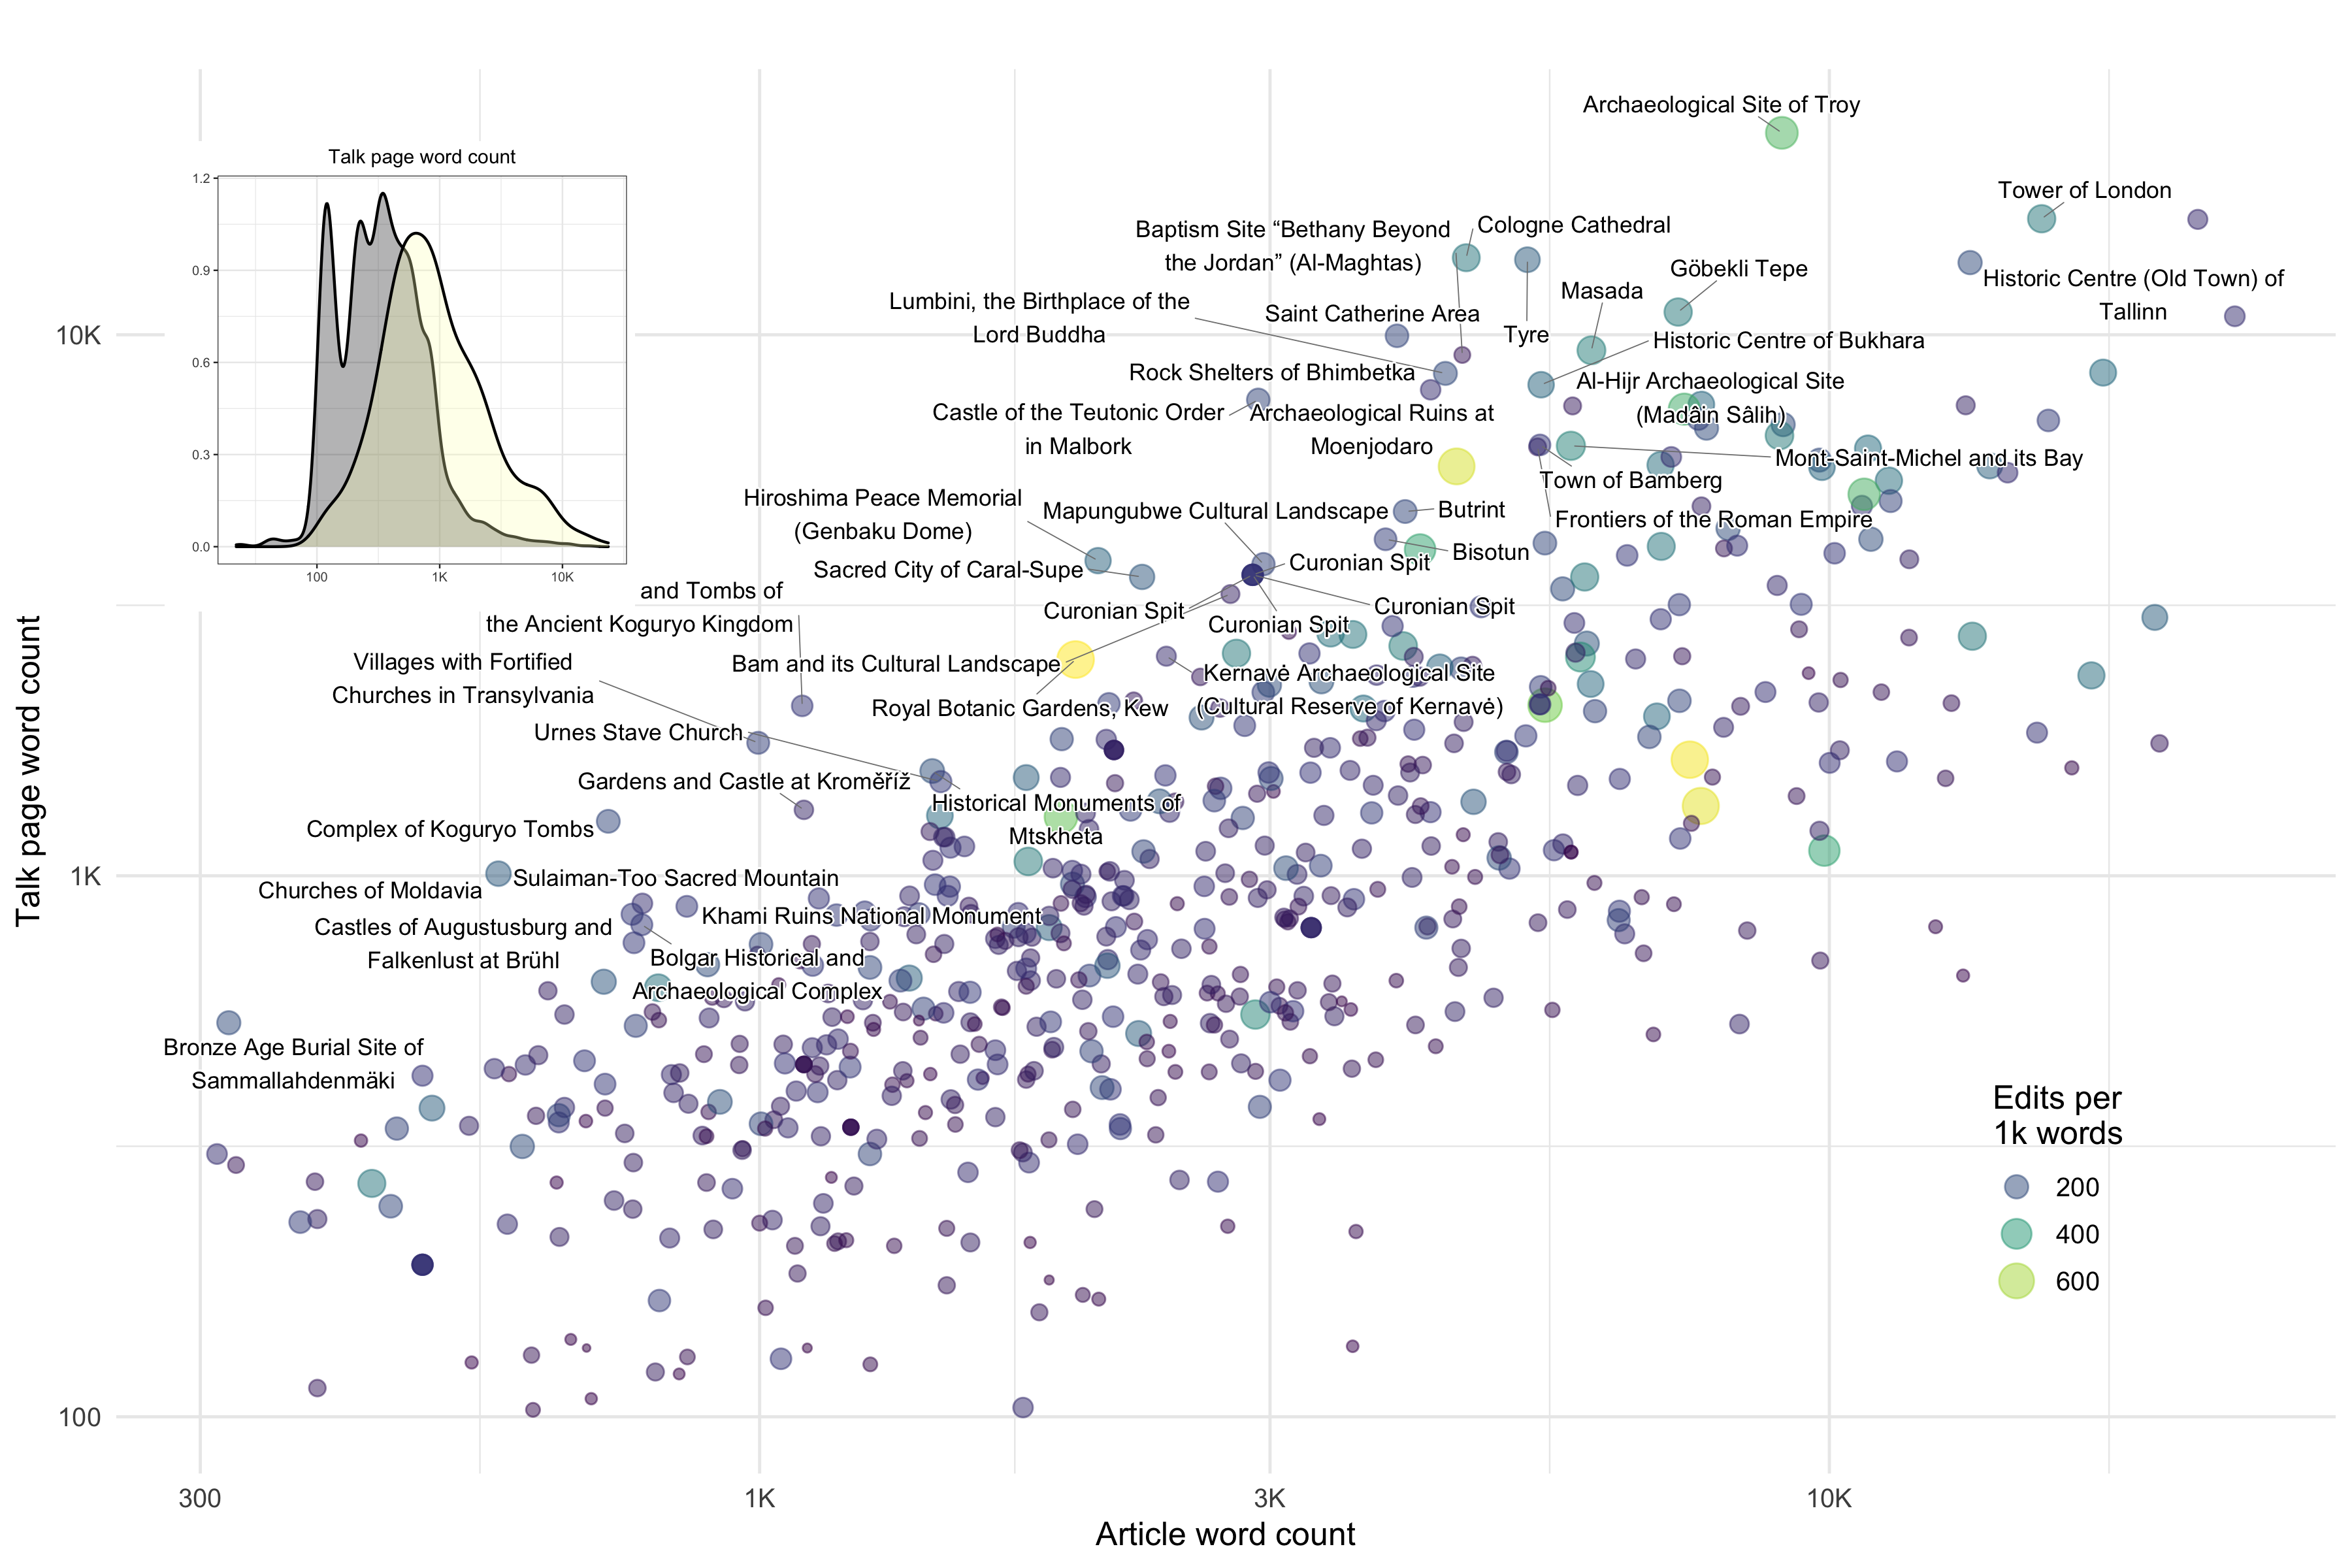 Archaeological Site of Troy
Talk page word count
1.2
0.9
0.6
0.3
0.0
100
1K
10K
Tower of London
Baptism Site “Bethany Beyond
the Jordan” (Al-Maghtas)
Cologne Cathedral
Göbekli Tepe
Historic Centre (Old Town) of
Tallinn
Masada
Lumbini, the Birthplace of the
Lord Buddha
Saint Catherine Area
Tyre
Historic Centre of Bukhara
Rock Shelters of Bhimbetka
Al-Hijr Archaeological Site
(Madâin Sâlih)
Castle of the Teutonic Order
in Malbork
Archaeological Ruins at
Moenjodaro
Mont-Saint-Michel and its Bay
Town of Bamberg
Hiroshima Peace Memorial
(Genbaku Dome)
Mapungubwe Cultural Landscape
Butrint
Frontiers of the Roman Empire
Bisotun
Curonian Spit
Sacred City of Caral-Supe
and Tombs of
the Ancient Koguryo Kingdom
Curonian Spit
Curonian Spit
Curonian Spit
Villages with Fortified
Churches in Transylvania
Bam and its Cultural Landscape
Kernavė Archaeological Site
(Cultural Reserve of Kernavė)
Royal Botanic Gardens, Kew
Urnes Stave Church
Gardens and Castle at Kroměříž
Historical Monuments of
Mtskheta
Complex of Koguryo Tombs
Sulaiman-Too Sacred Mountain
Churches of Moldavia
Khami Ruins National Monument
Castles of Augustusburg and
Falkenlust at Brühl
Bolgar Historical and
Archaeological Complex
Bronze Age Burial Site of
Sammallahdenmäki
Edits per
1k words
200
400
600
10K
1K
100
Talk page word count
300
1K
3K
10K
Article word count